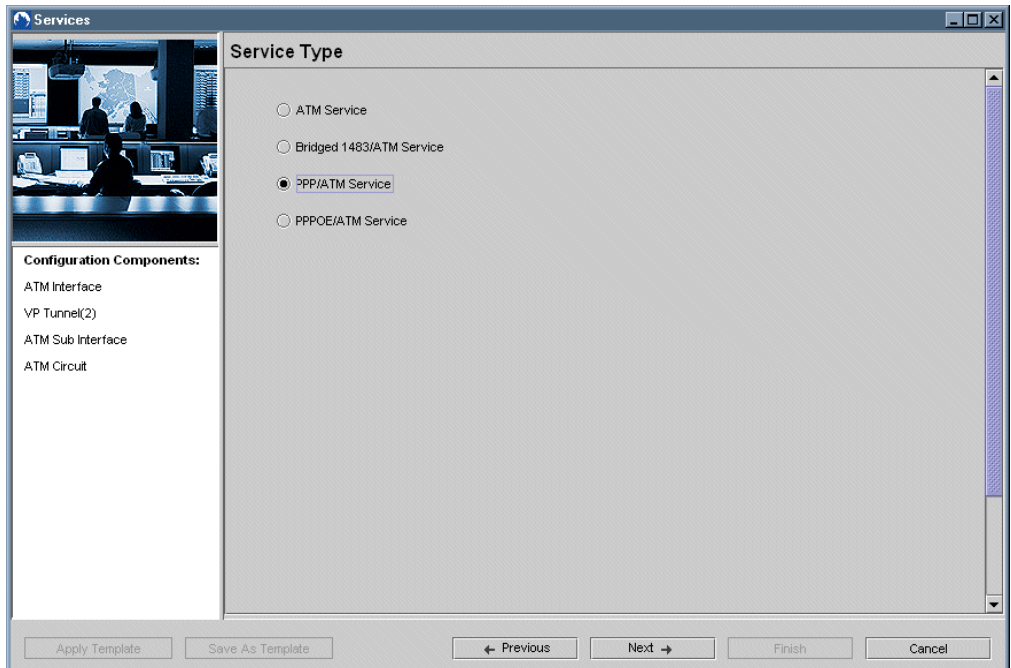 Services
Service Type
ATM Service
Bridged 1483/ATM Service
PPP/ATM Service
PPPOE/ATM Service
Configuration Components:
ATM Interface
VP Tunnel(2)
ATM Sub Interface
ATM Circuit
Apply Template
Save As Template
← Previous
Next →
Finish
Cancel